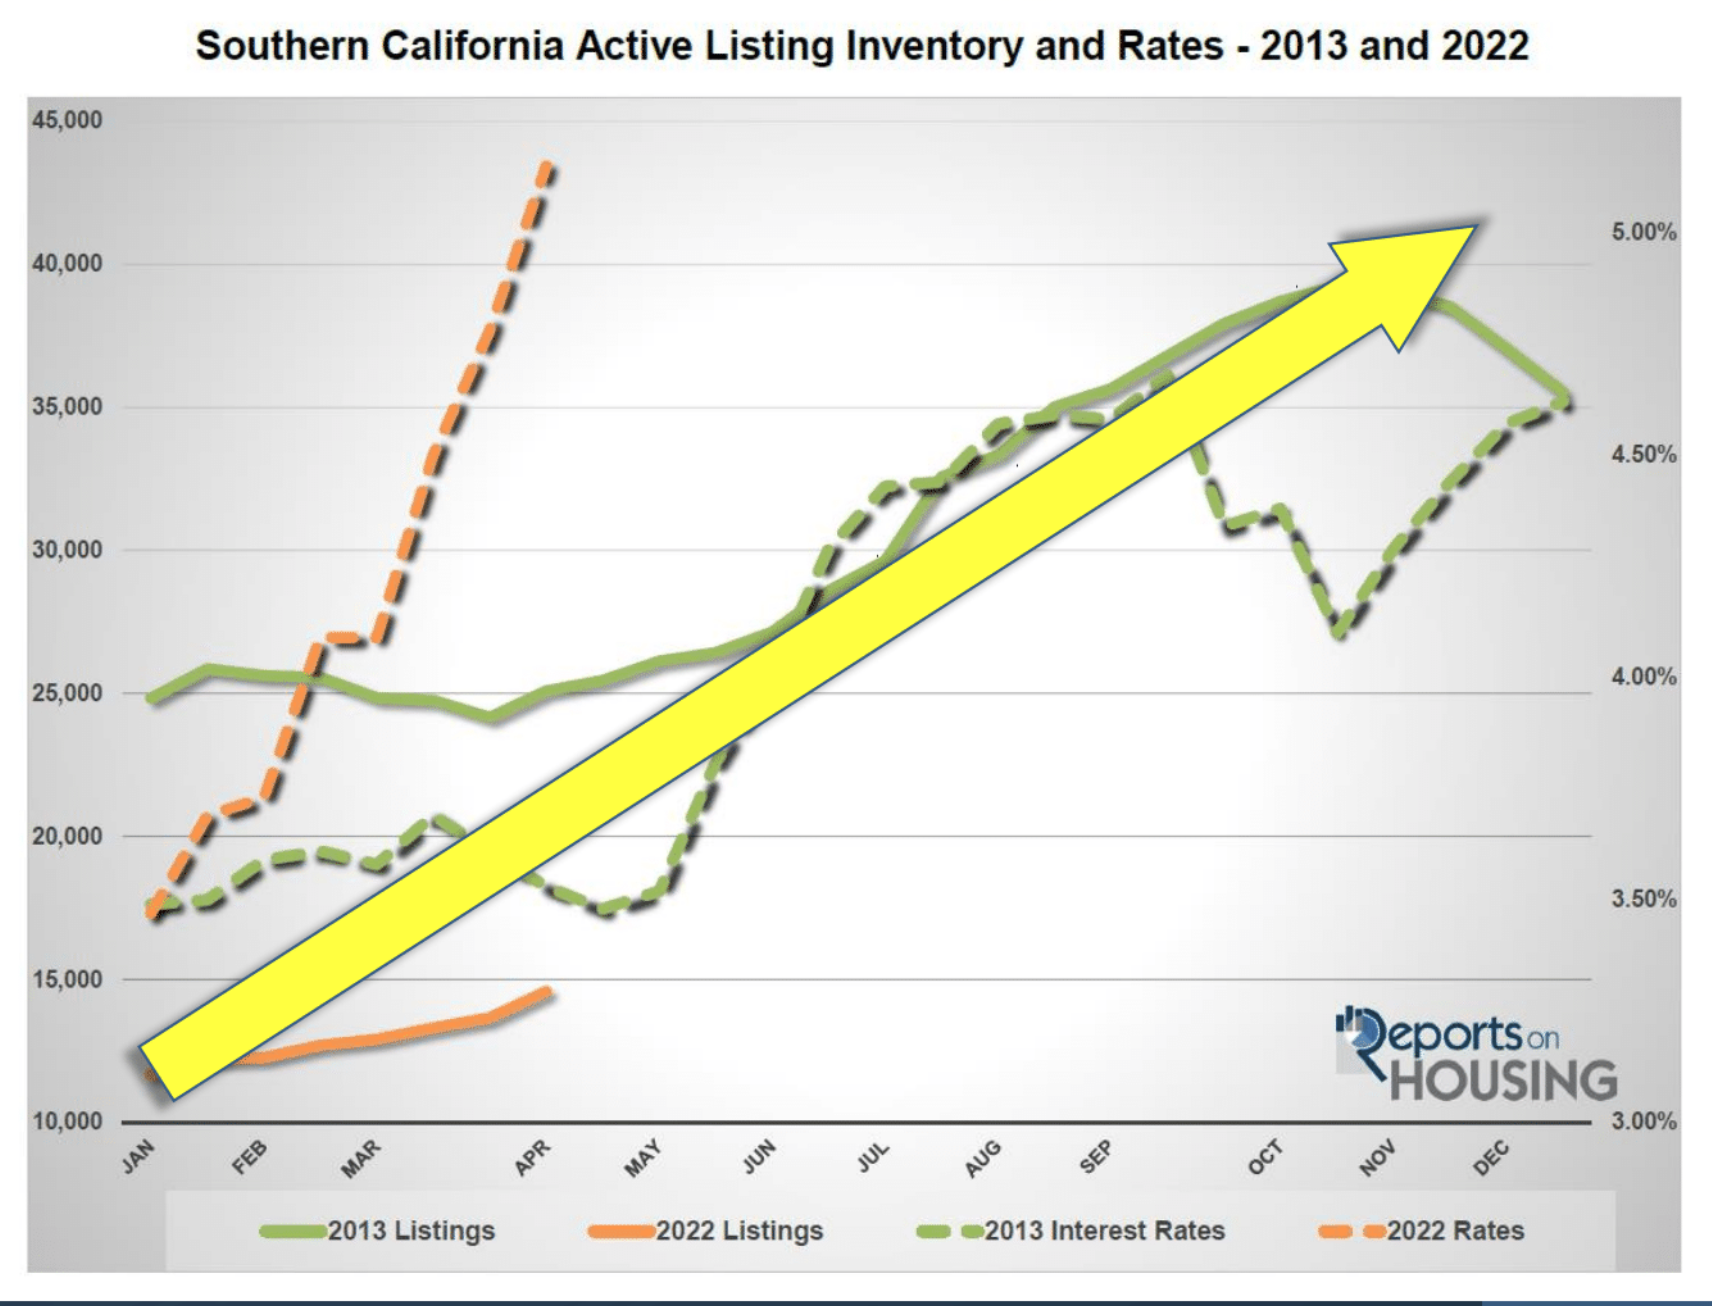 Southern California Active Listing Inventory and Rates - 2013 and 2022
45,000
40,000
35,000
30,000
25,000
20,000
15,000
10,000
5.00%
4.50%
4.00%
3.50%
3.00%
Reports on
HOUSING
JAN FEB MAR APR MAY JUN JUL AUG SEP OCT NOV DEC
2013 Listings 2022 Listings 2013 Interest Rates 2022 Rates